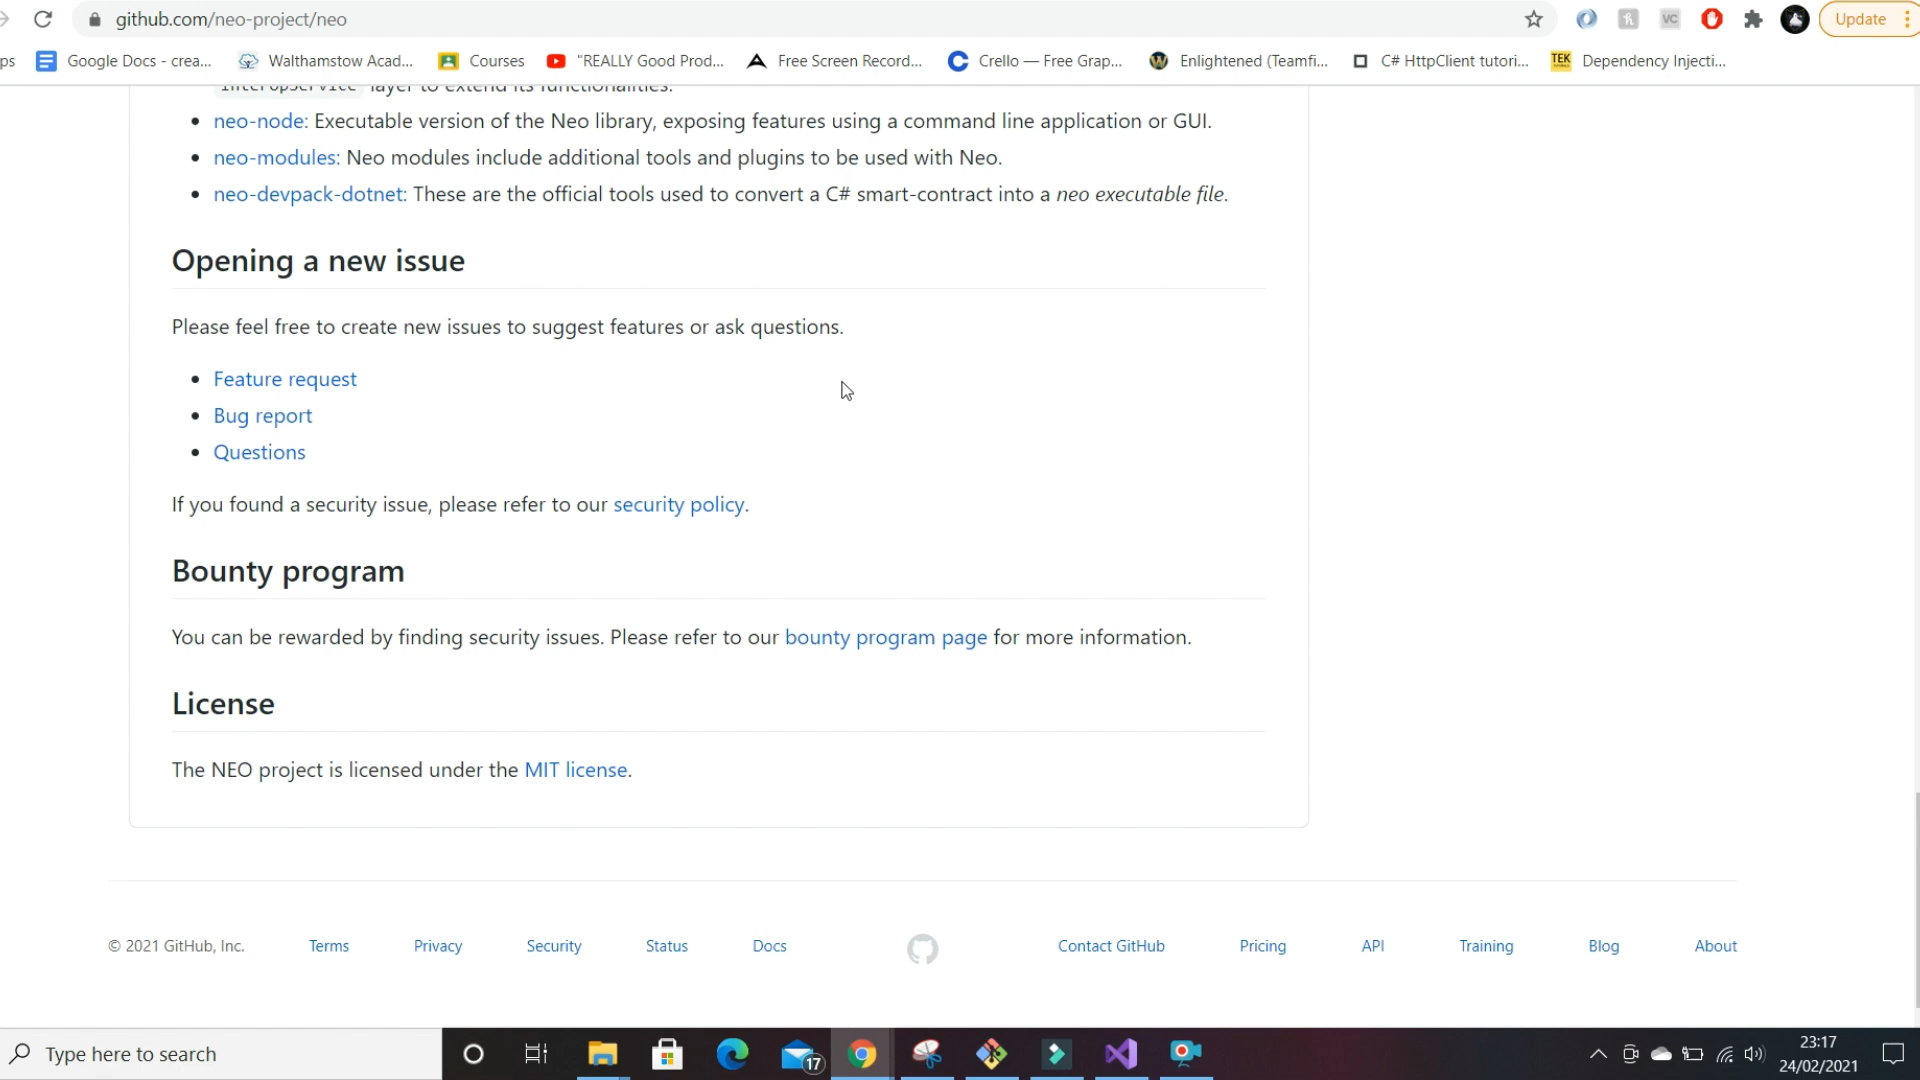 github.com/neo-project/neo
Update
ps
Google Docs - crea...
Walthamstow Acad...
Courses
"REALLY Good Prod...
Free Screen Record...
Crello — Free Grap...
Enlightened (Teamfi...
C# HttpClient tutori...
TEK
Dependency Injecti...
InteropService layer to extend its functionalities.
neo-node: Executable version of the Neo library, exposing features using a command line application or GUI.
neo-modules: Neo modules include additional tools and plugins to be used with Neo.
neo-devpack-dotnet: These are the official tools used to convert a C# smart-contract into a neo executable file.
Opening a new issue
Please feel free to create new issues to suggest features or ask questions.
Feature request
Bug report
Questions
If you found a security issue, please refer to our security policy.
Bounty program
You can be rewarded by finding security issues. Please refer to our bounty program page for more information.
License
The NEO project is licensed under the MIT license.
© 2021 GitHub, Inc.
Terms
Privacy
Security
Status
Docs
Contact GitHub
Pricing
API
Training
Blog
About
Type here to search
17
23:17
24/02/2021